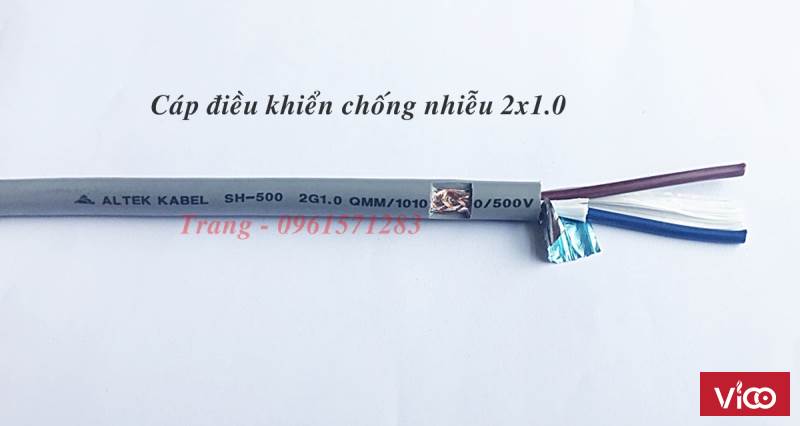 Cáp điều khiển chống nhiễu 2x1.0
ALTEK KABEL SH-500 2G1.0 QMM/1010 0/500V
Trang - 0961571283
VICO